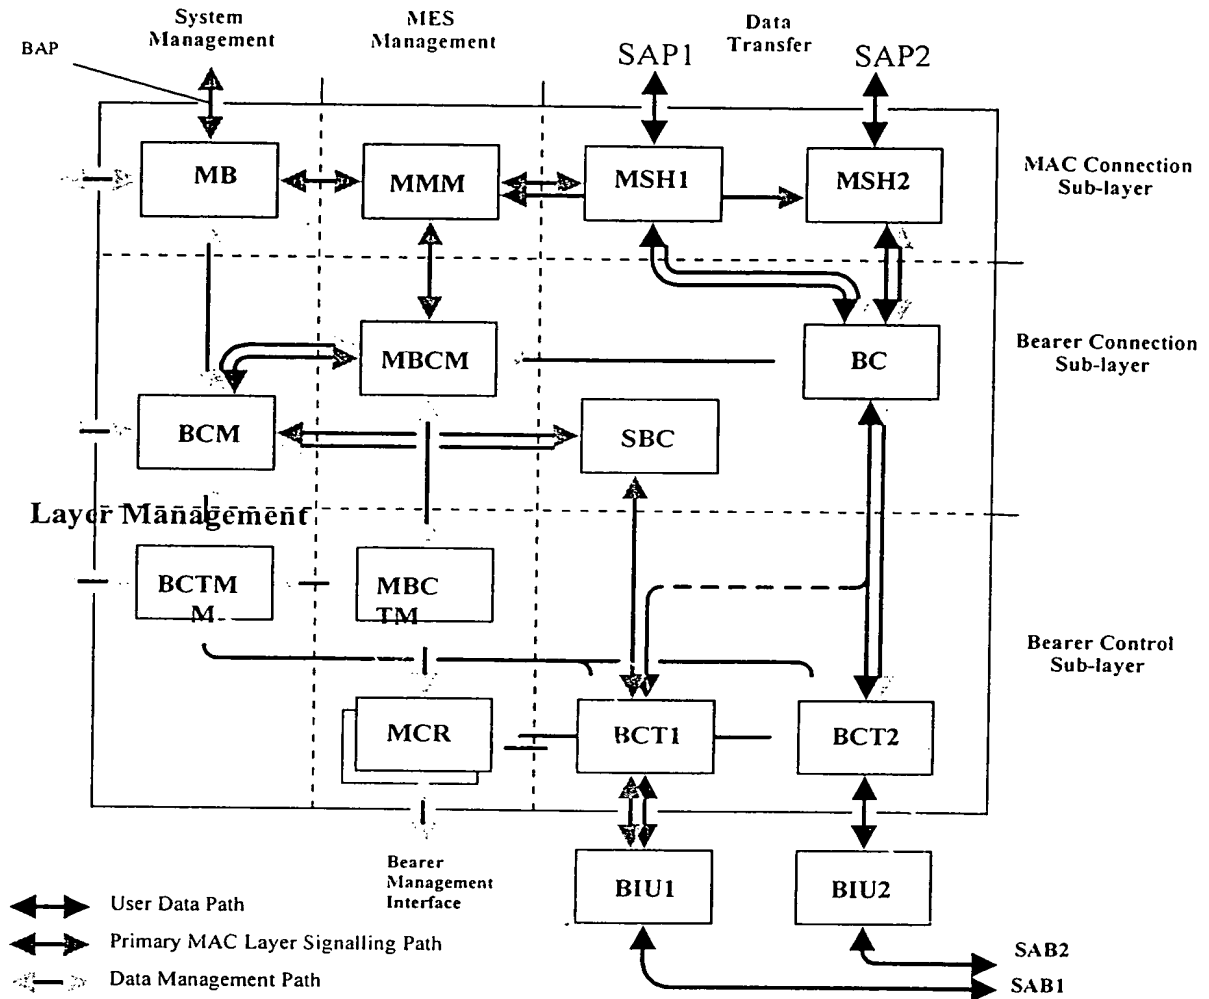 System
Management
MES
Management
Data
Transfer
BAP
SAP1
SAP2
MB
MMM
MSH1
MSH2
MAC Connection
Sub-layer
MBCM
BC
Bearer Connection
Sub-layer
BCM
SBC
Layer Management
BCTM
M
MBC
TM
Bearer Control
Sub-layer
MCR
BCT1
BCT2
Bearer
Management
Interface
BIU1
BIU2
User Data Path
Primary MAC Layer Signalling Path
Data Management Path
SAB2
SAB1